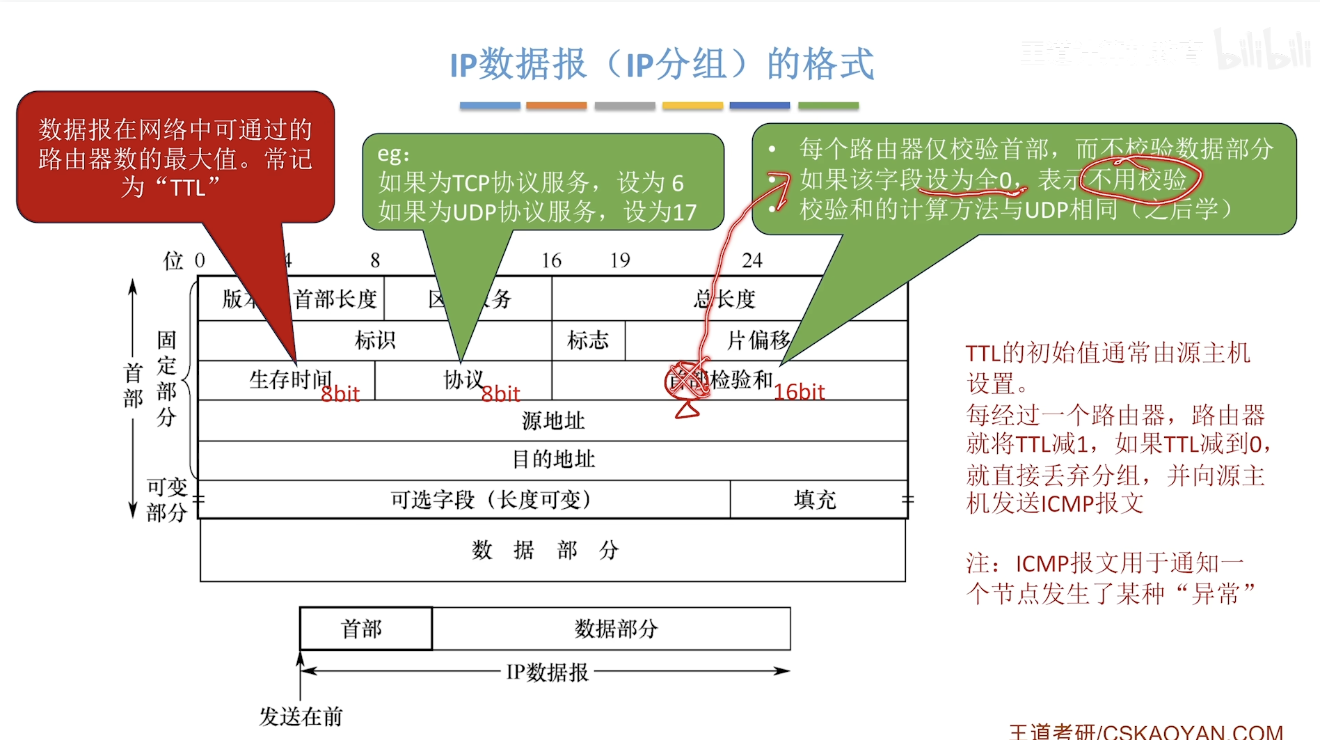 bilibili
IP数据报（IP分组）的格式
数据报在网络中可通过的
路由器数的最大值。常记
为“TTL”
eg：
如果为TCP协议服务，设为 6
如果为UDP协议服务，设为17
• 每个路由器仅校验首部，而不校验数据部分
• 如果该字段设为全0，表示不用校验
• 校验和的计算方法与UDP相同（之后学）
位 0 4 8 16 19 24
版本 首部长度 区 务 总长度
标识 标志 片偏移
生存时间 8bit 协议 8bit 首部检验和 16bit
源地址
目的地址
可选字段（长度可变） 填充
数 据 部 分
首部
固定部分
可变
部分
TTL的初始值通常由源主机
设置。
每经过一个路由器，路由器
就将TTL减1，如果TTL减到0，
就直接丢弃分组，并向源主
机发送ICMP报文
注：ICMP报文用于通知一
个节点发生了某种“异常”
首部 数据部分
IP数据报
发送在前
王道考研/CSKAOYAN.COM